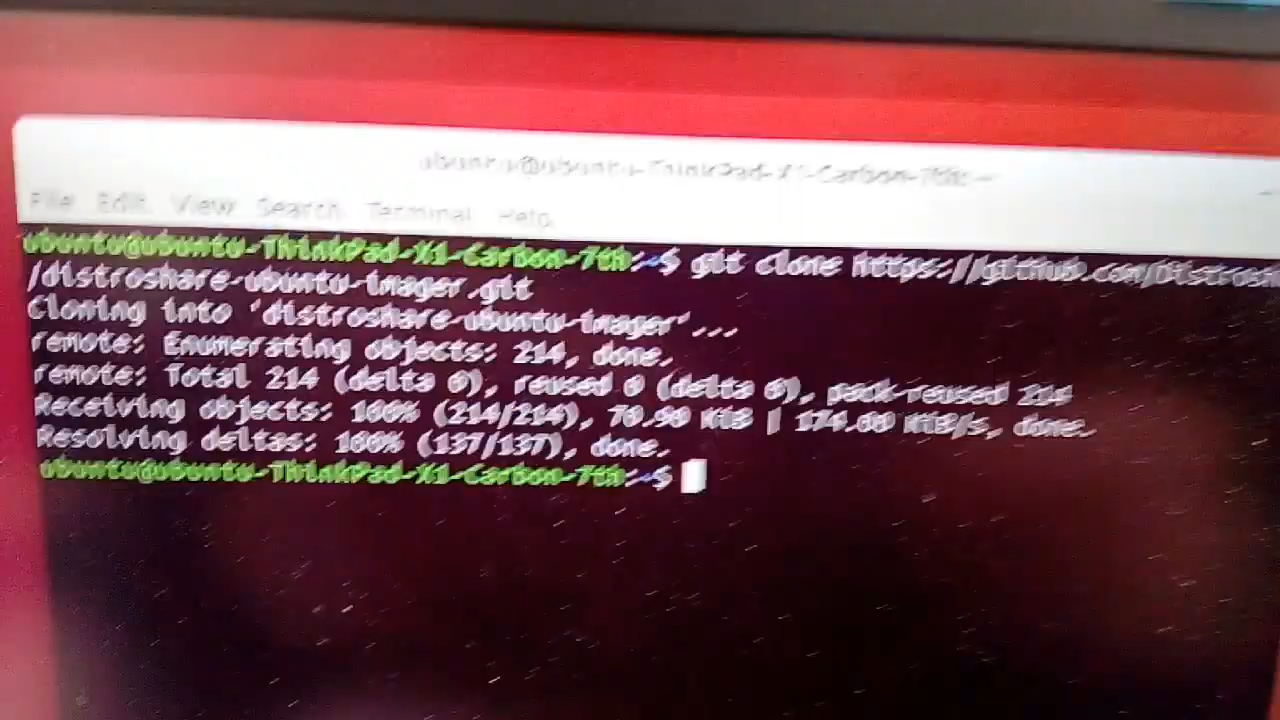 ubuntu@ubuntu-ThinkPad-X1-Carbon-7th: ~
File Edit View Search Terminal Help
ubuntu@ubuntu-ThinkPad-X1-Carbon-7th:~$ git clone https://github.com/Distrosh
/distroshare-ubuntu-imager.git
Cloning into 'distroshare-ubuntu-imager'...
remote: Enumerating objects: 214, done.
remote: Total 214 (delta 0), reused 0 (delta 0), pack-reused 214
Receiving objects: 100% (214/214), 70.90 KiB | 174.00 KiB/s, done.
Resolving deltas: 100% (137/137), done.
ubuntu@ubuntu-ThinkPad-X1-Carbon-7th:~$